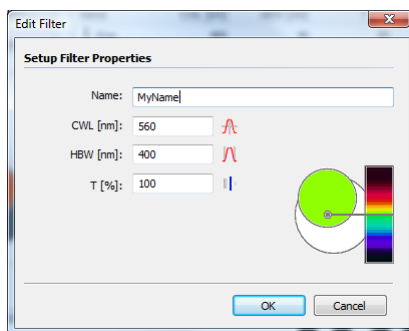 Edit Filter
Setup Filter Properties
Name: MyName
CWL [nm]: 560
HBW [nm]: 400
T [%]: 100
OK Cancel